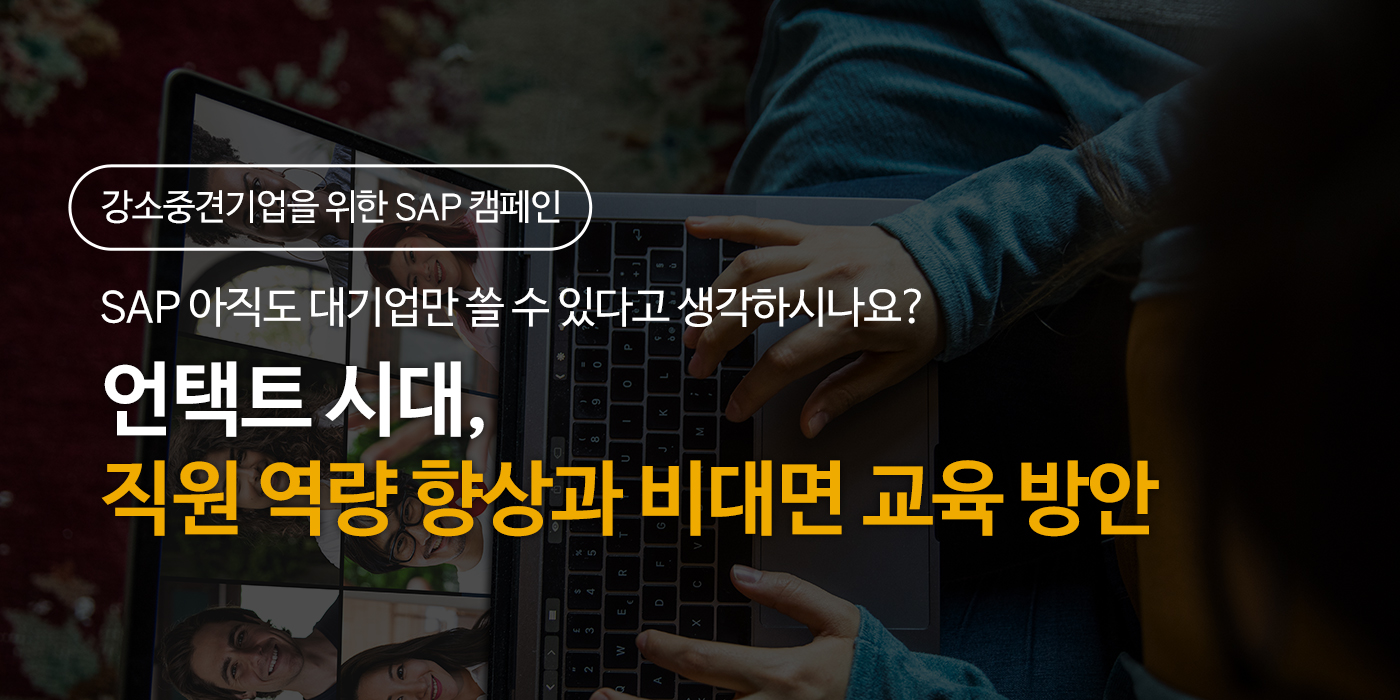 강소중견기업을 위한 SAP 캠페인
SAP 아직도 대기업만 쓸 수 있다고 생각하시나요?
언택트 시대,
직원 역량 향상과 비대면 교육 방안